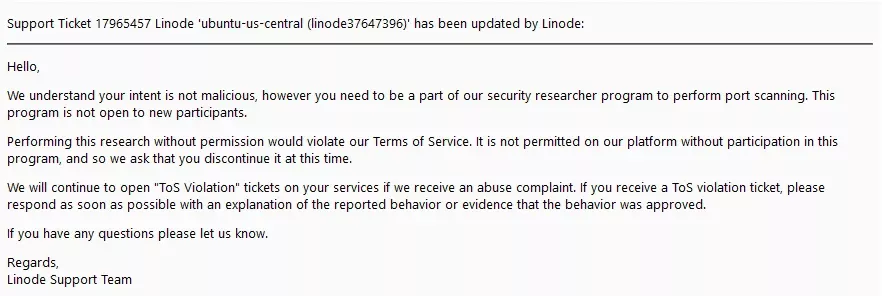 Support Ticket 17965457 Linode 'ubuntu-us-central (linode37647396)' has been updated by Linode:
Hello,
We understand your intent is not malicious, however you need to be a part of our security researcher program to perform port scanning. This
program is not open to new participants.
Performing this research without permission would violate our Terms of Service. It is not permitted on our platform without participation in this
program, and so we ask that you discontinue it at this time.
We will continue to open "ToS Violation" tickets on your services if we receive an abuse complaint. If you receive a ToS violation ticket, please
respond as soon as possible with an explanation of the reported behavior or evidence that the behavior was approved.
If you have any questions please let us know.
Regards,
Linode Support Team